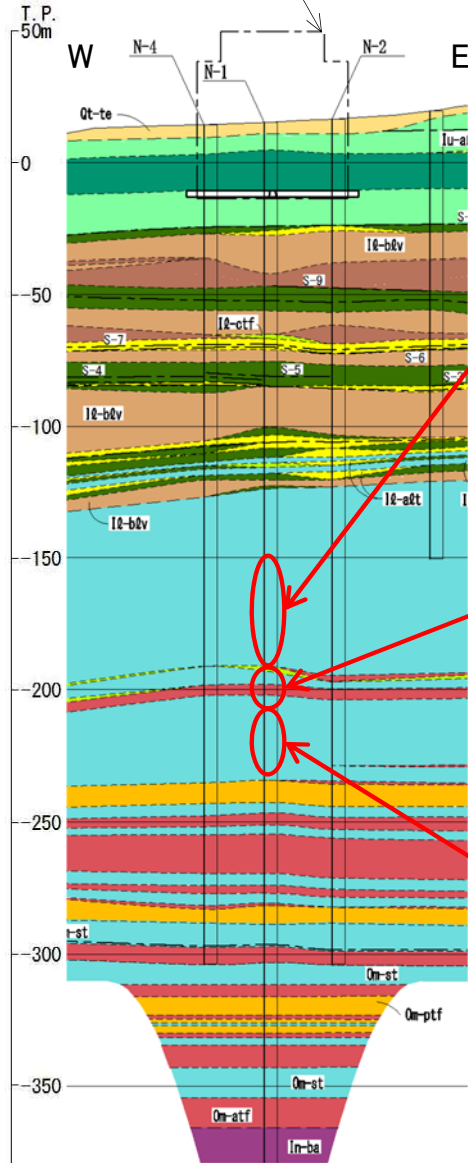 T.P.
50m
W
N-4
N-1
N-2
E
Qt-te
0
S-9
Iℓ-bℓv
-50
Iℓ-ctf
S-7
S-6
S-4
S-5
Iℓ-bℓv
-100
Iℓ-aℓt
Iℓ-bℓv
-150
-200
-250
-300
Om-st
Om-ptf
-350
Om-st
Om-atf
In-ba